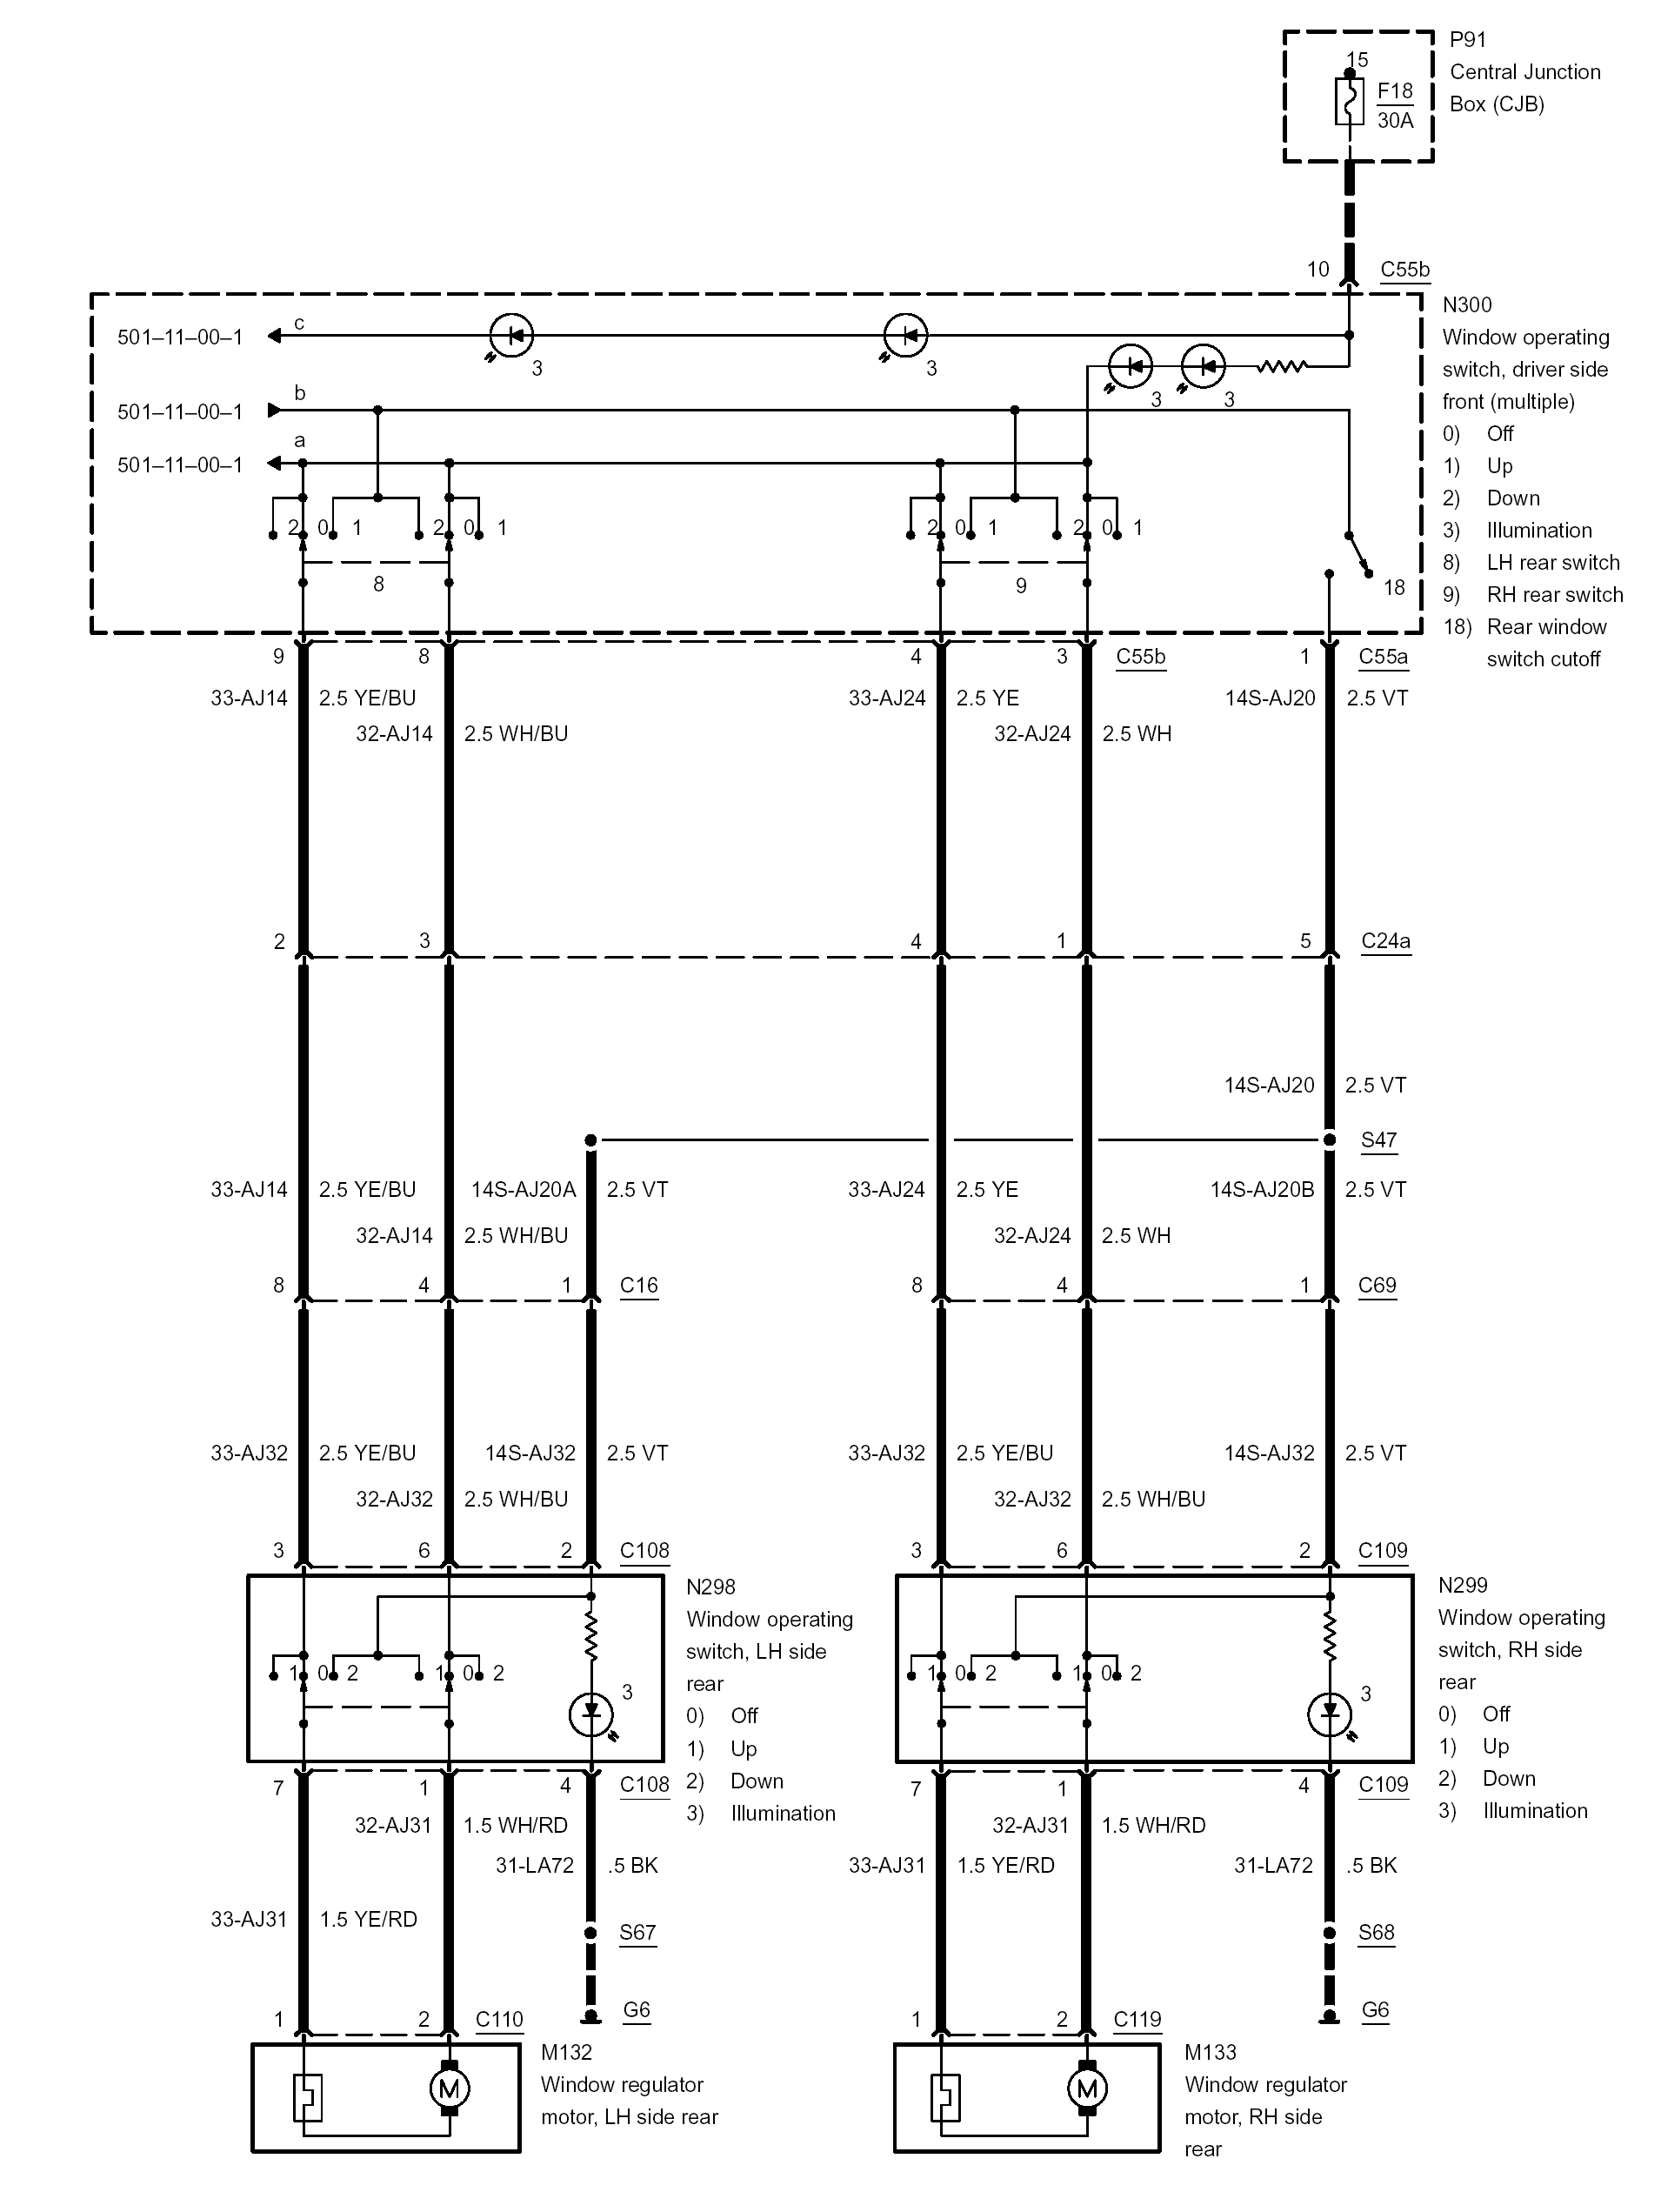 P91
15
Central Junction
F18
Box (CJB)
30A
10 C55b
N300
501–11–00–1 c
Window operating
3 3
switch, driver side
b 3 3
501–11–00–1
front (multiple)
0) Off
a
501–11–00–1
1) Up
2) Down
2 0 1 2 0 1 2 0 1 2 0 1
3) Illumination
8) LH rear switch
8 9 18
9) RH rear switch
18) Rear window
switch cutoff
9 8 4 3 C55b 1 C55a
33-AJ14 2.5 YE/BU 33-AJ24 2.5 YE 14S-AJ20 2.5 VT
32-AJ14 2.5 WH/BU 32-AJ24 2.5 WH
2 3 4 1 5 C24a
14S-AJ20 2.5 VT
S47
33-AJ14 2.5 YE/BU 14S-AJ20A 2.5 VT 33-AJ24 2.5 YE 14S-AJ20B 2.5 VT
32-AJ14 2.5 WH/BU 32-AJ24 2.5 WH
8 4 1 C16 8 4 1 C69
33-AJ32 2.5 YE/BU 14S-AJ32 2.5 VT 33-AJ32 2.5 YE/BU 14S-AJ32 2.5 VT
32-AJ32 2.5 WH/BU 32-AJ32 2.5 WH/BU
3 6 2 C108 3 6 2 C109
N298
Window operating
switch, LH side
rear
0) Off
1) Up
2) Down
3) Illumination
1 0 2 1 0 2 3
N299
Window operating
switch, RH side
rear
0) Off
1) Up
2) Down
3) Illumination
1 0 2 1 0 2 3
7 1 4 C108 7 1 4 C109
32-AJ31 1.5 WH/RD 32-AJ31 1.5 WH/RD
31-LA72 .5 BK 33-AJ31 1.5 YE/RD 31-LA72 .5 BK
33-AJ31 1.5 YE/RD S67 S68
1 2 C110 G6 1 2 C119 G6
M132
Window regulator
motor, LH side rear
M
M133
Window regulator
motor, RH side
rear
M